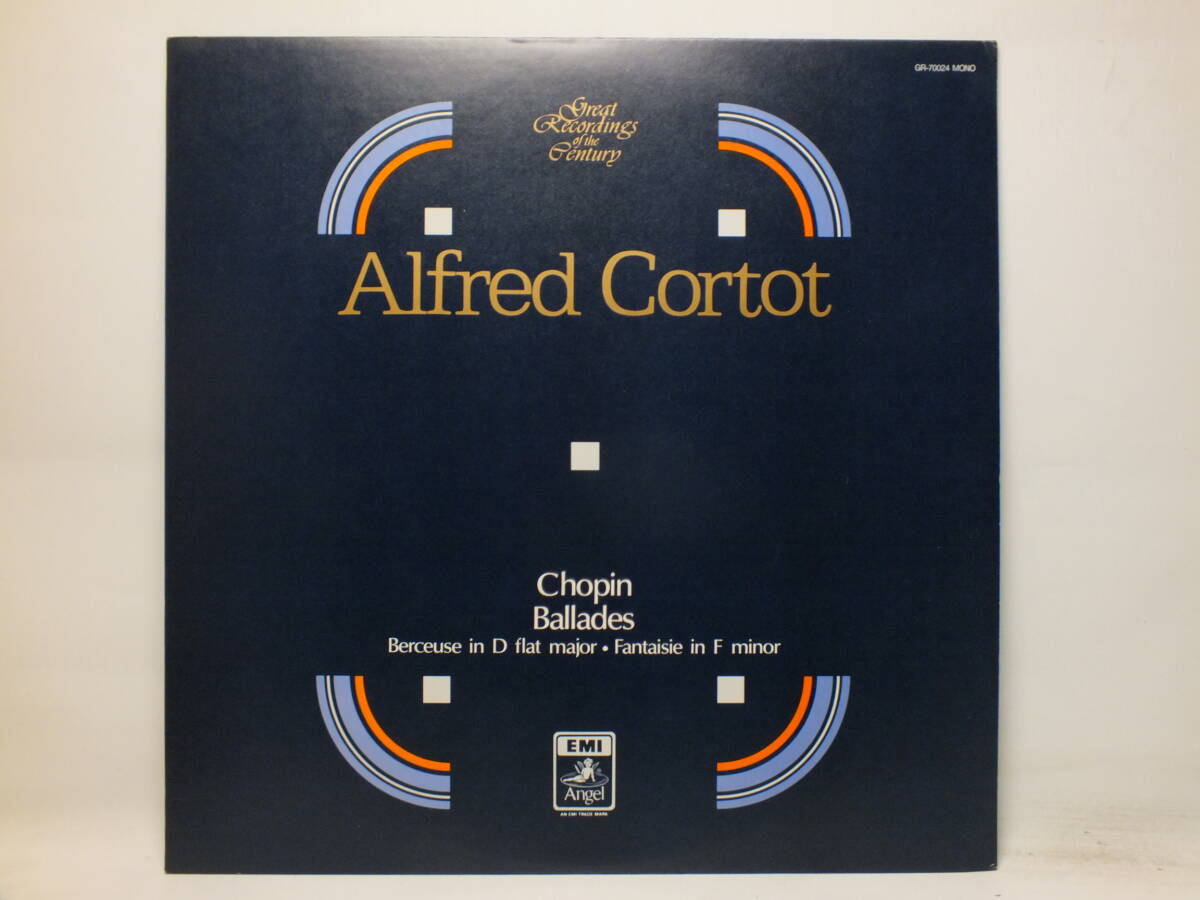 GR-70024 MONO
Great
Recordings
of the
Century
Alfred Cortot
Chopin
Ballades
Berceuse in D flat major • Fantaisie in F minor
EMI
Angel
AN EMI TRADE MARK